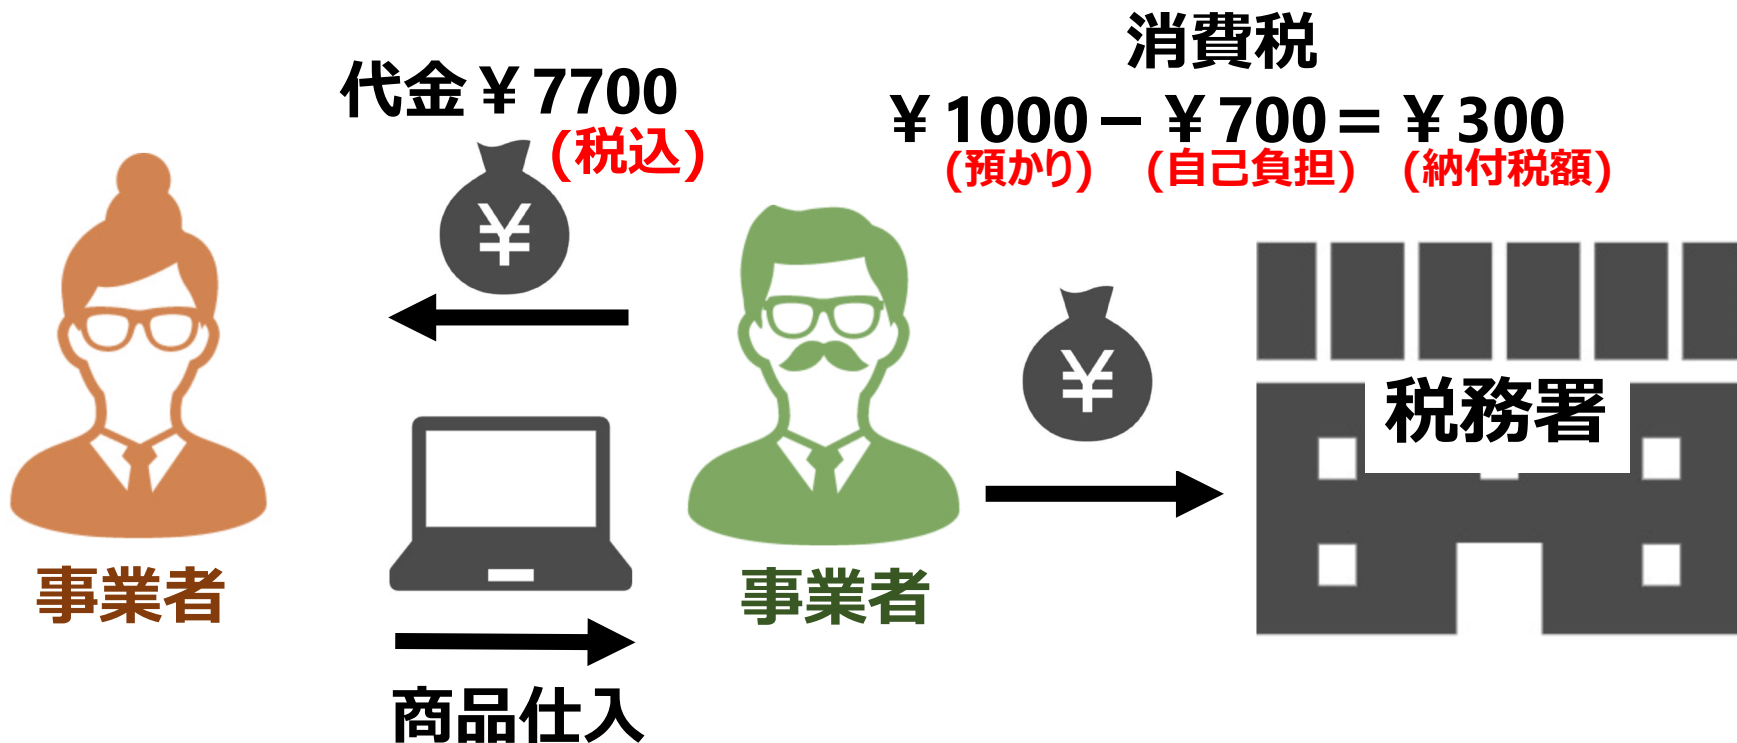 消費税
代金￥7700
(税込)
￥1000－￥700＝￥300
(預かり) (自己負担) (納付税額)
￥
￥
税務署
事業者
事業者
商品仕入